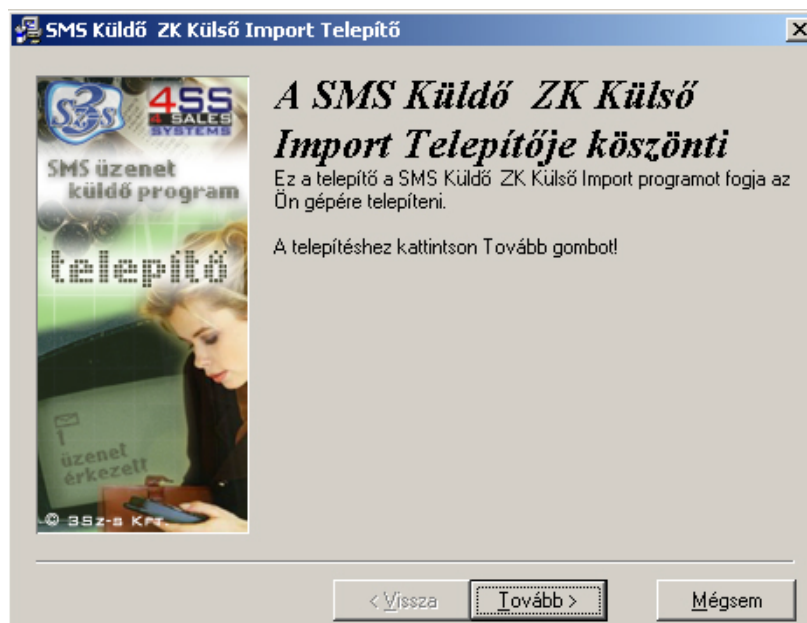 SMS Küldő ZK Külső Import Telepítő
3Sz-s
4SS
4 SALES
SYSTEMS
SMS üzenet
küldő program
telepítő
üzenet
érkezett
© 3Sz-s Kft.
A SMS Küldő ZK Külső
Import Telepítője köszönti
Ez a telepítő a SMS Küldő ZK Külső Import programot fogja az
Ön gépére telepíteni.
A telepítéshez kattintson Tovább gombot!
< Vissza
Tovább >
Mégsem